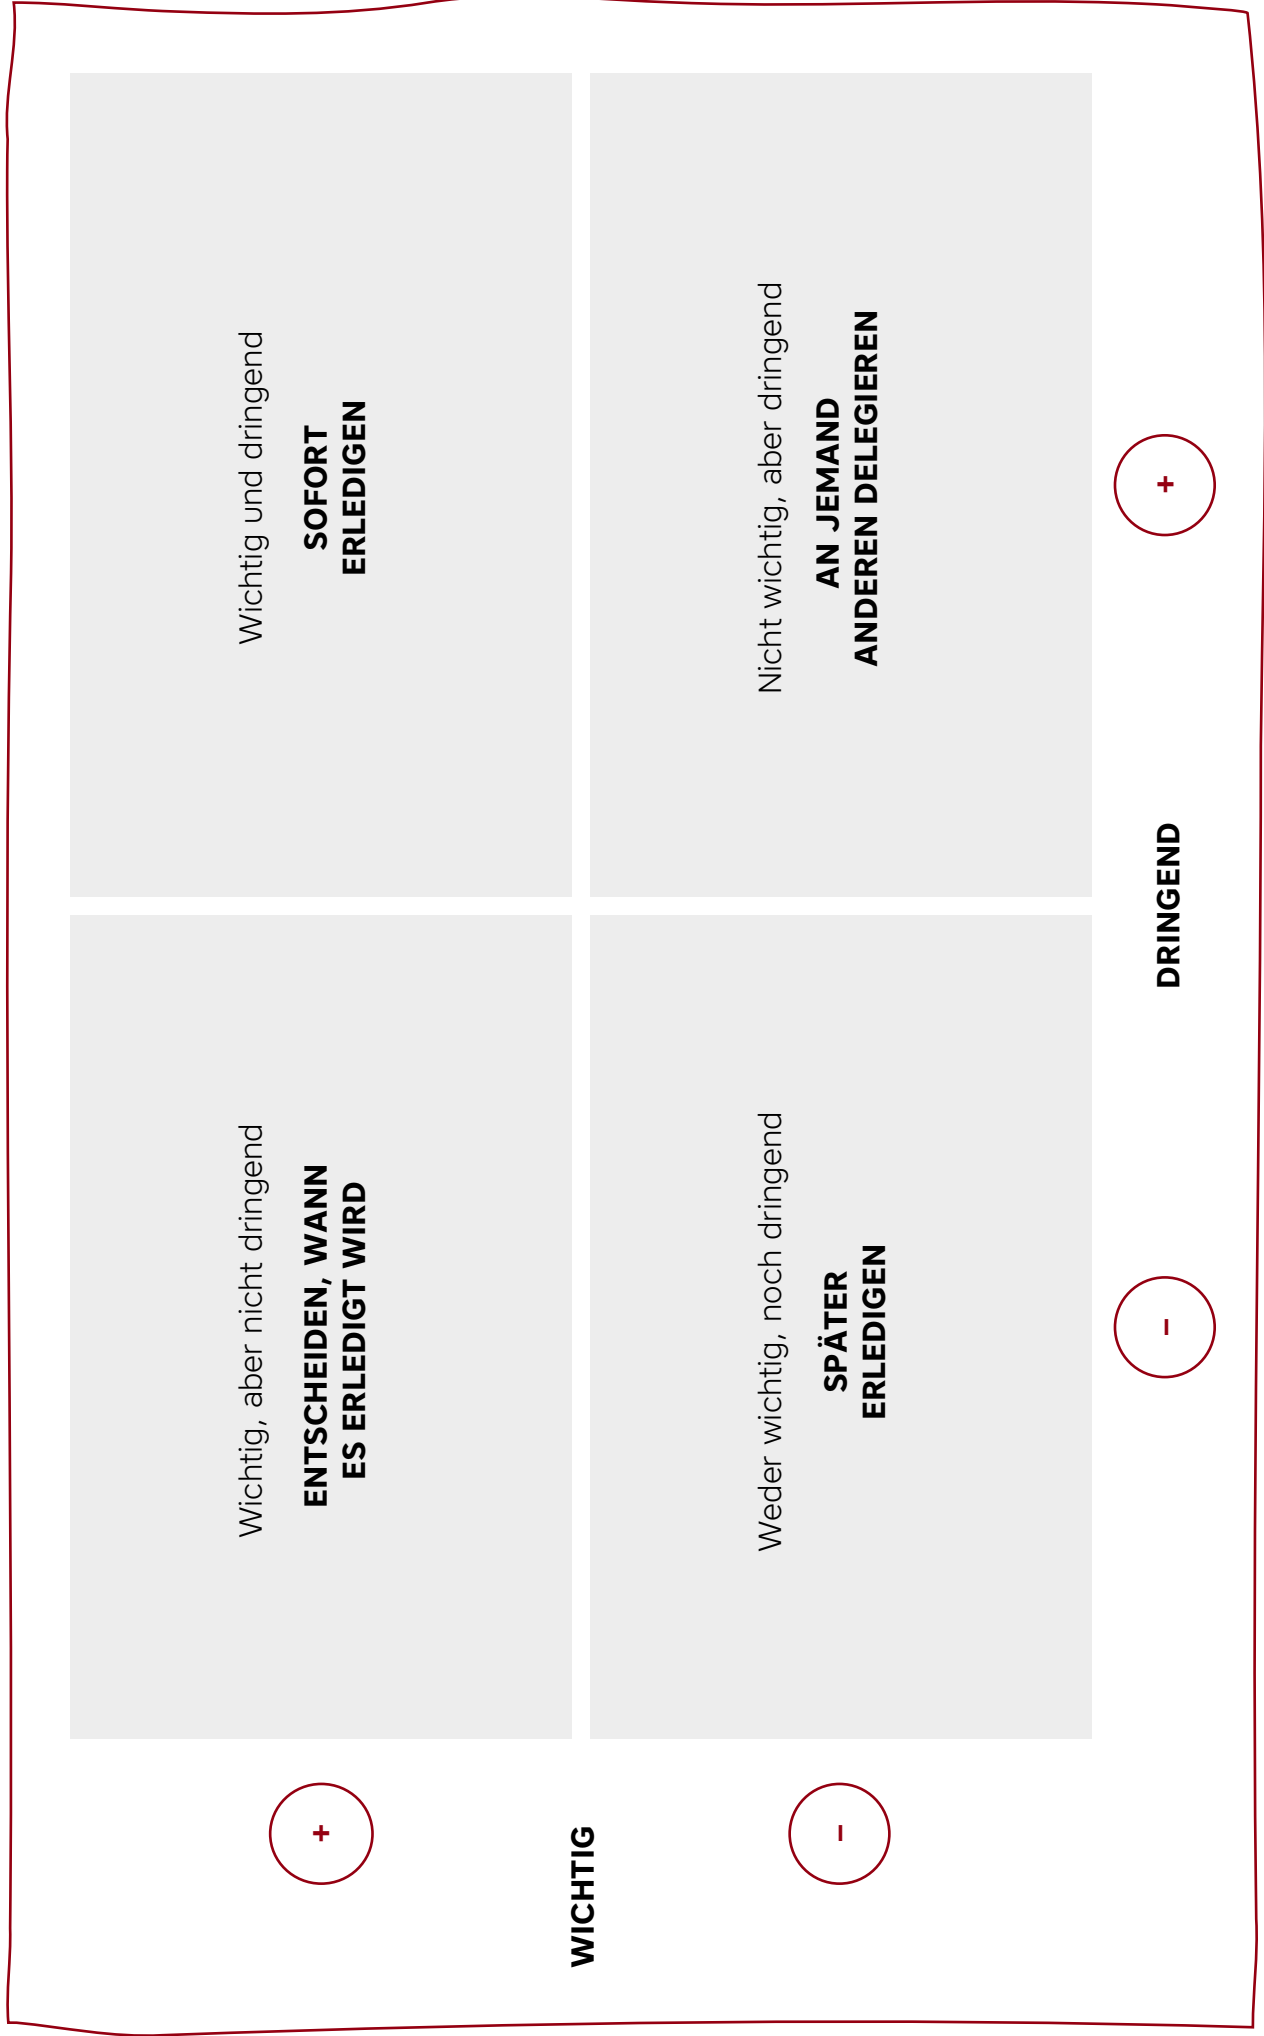 +
Wichtig, aber nicht dringend
ENTSCHEIDEN, WANN
ES ERLEDIGT WIRD
Wichtig und dringend
SOFORT
ERLEDIGEN
WICHTIG
–
Weder wichtig, noch dringend
SPÄTER
ERLEDIGEN
Nicht wichtig, aber dringend
AN JEMAND
ANDEREN DELEGIEREN
–
DRINGEND
+